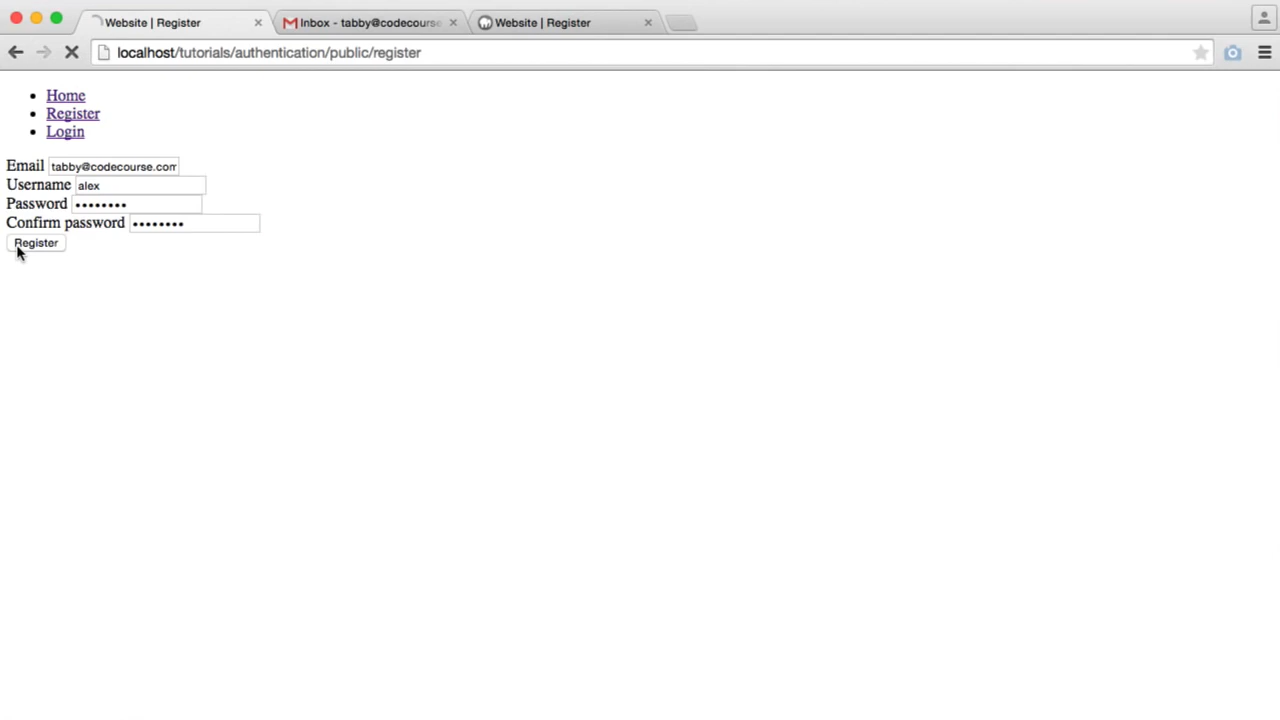 Website | Register
Inbox - tabby@codecourse
Website | Register
localhost/tutorials/authentication/public/register
Home
Register
Login
Email tabby@codecourse.com
Username alex
Password ••••••••
Confirm password ••••••••
Register